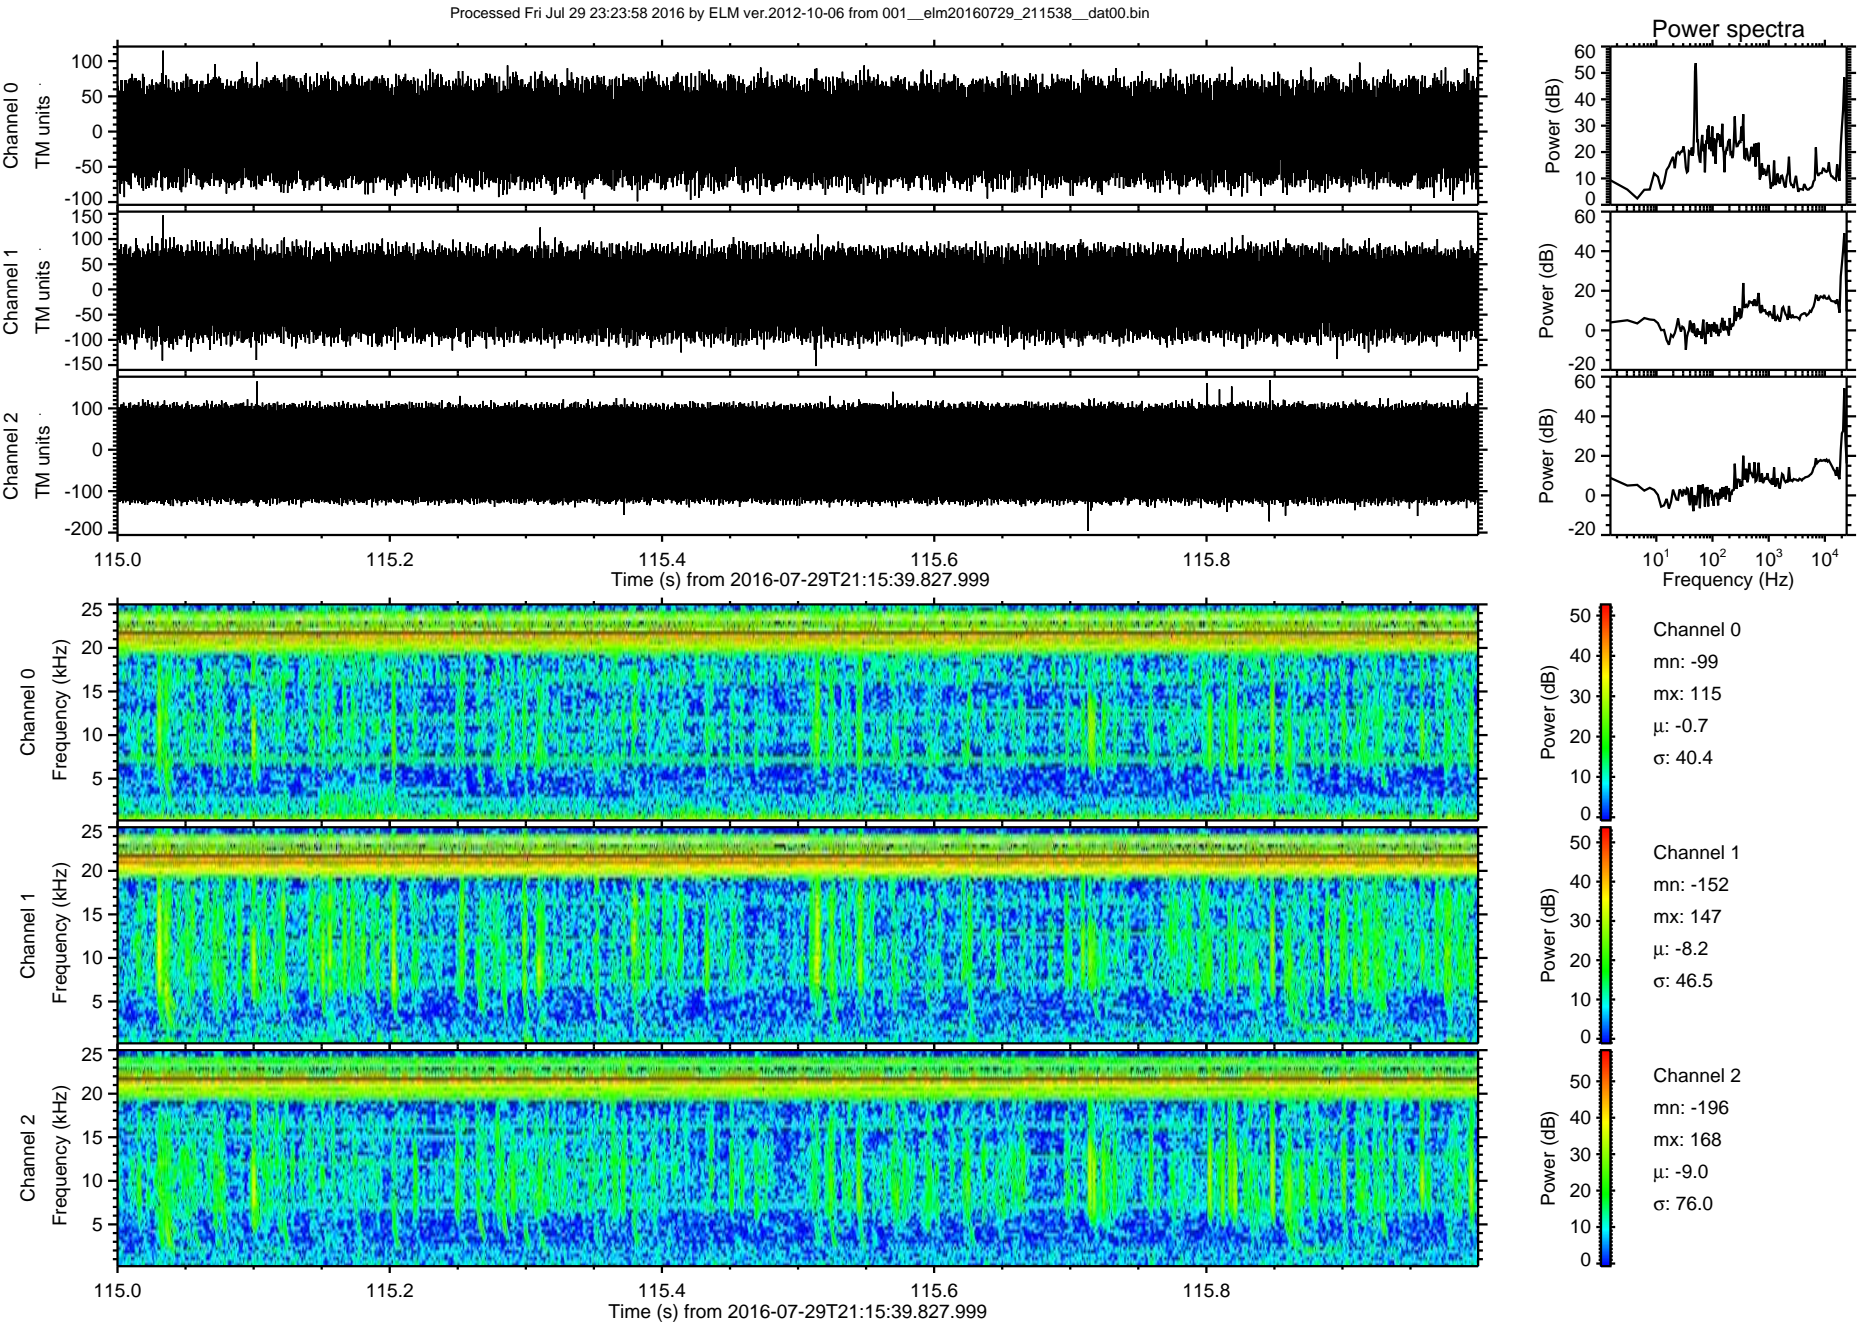 Processed Fri Jul 29 23:23:58 2016 by ELM ver.2012-10-06 from 001__elm20160729_211538__dat00.bin
Power spectra
Channel 0
TM units
100
50
0
-50
-100
Power (dB)
60
50
40
30
20
10
0
Channel 1
TM units
150
100
50
0
-50
-100
-150
Power (dB)
60
40
20
0
-20
Channel 2
TM units
100
0
-100
-200
Power (dB)
60
40
20
0
-20
115.0 115.2 115.4 115.6 115.8
Time (s) from 2016-07-29T21:15:39.827.999
10^1 10^2 10^3 10^4
Frequency (Hz)
Channel 0
Frequency (kHz)
25
20
15
10
5
Power (dB)
50
40
30
20
10
0
Channel 0
mn: -99
mx: 115
μ: -0.7
σ: 40.4
Channel 1
Frequency (kHz)
25
20
15
10
5
Power (dB)
50
40
30
20
10
0
Channel 1
mn: -152
mx: 147
μ: -8.2
σ: 46.5
Channel 2
Frequency (kHz)
25
20
15
10
5
Power (dB)
50
40
30
20
10
0
Channel 2
mn: -196
mx: 168
μ: -9.0
σ: 76.0
115.0 115.2 115.4 115.6 115.8
Time (s) from 2016-07-29T21:15:39.827.999